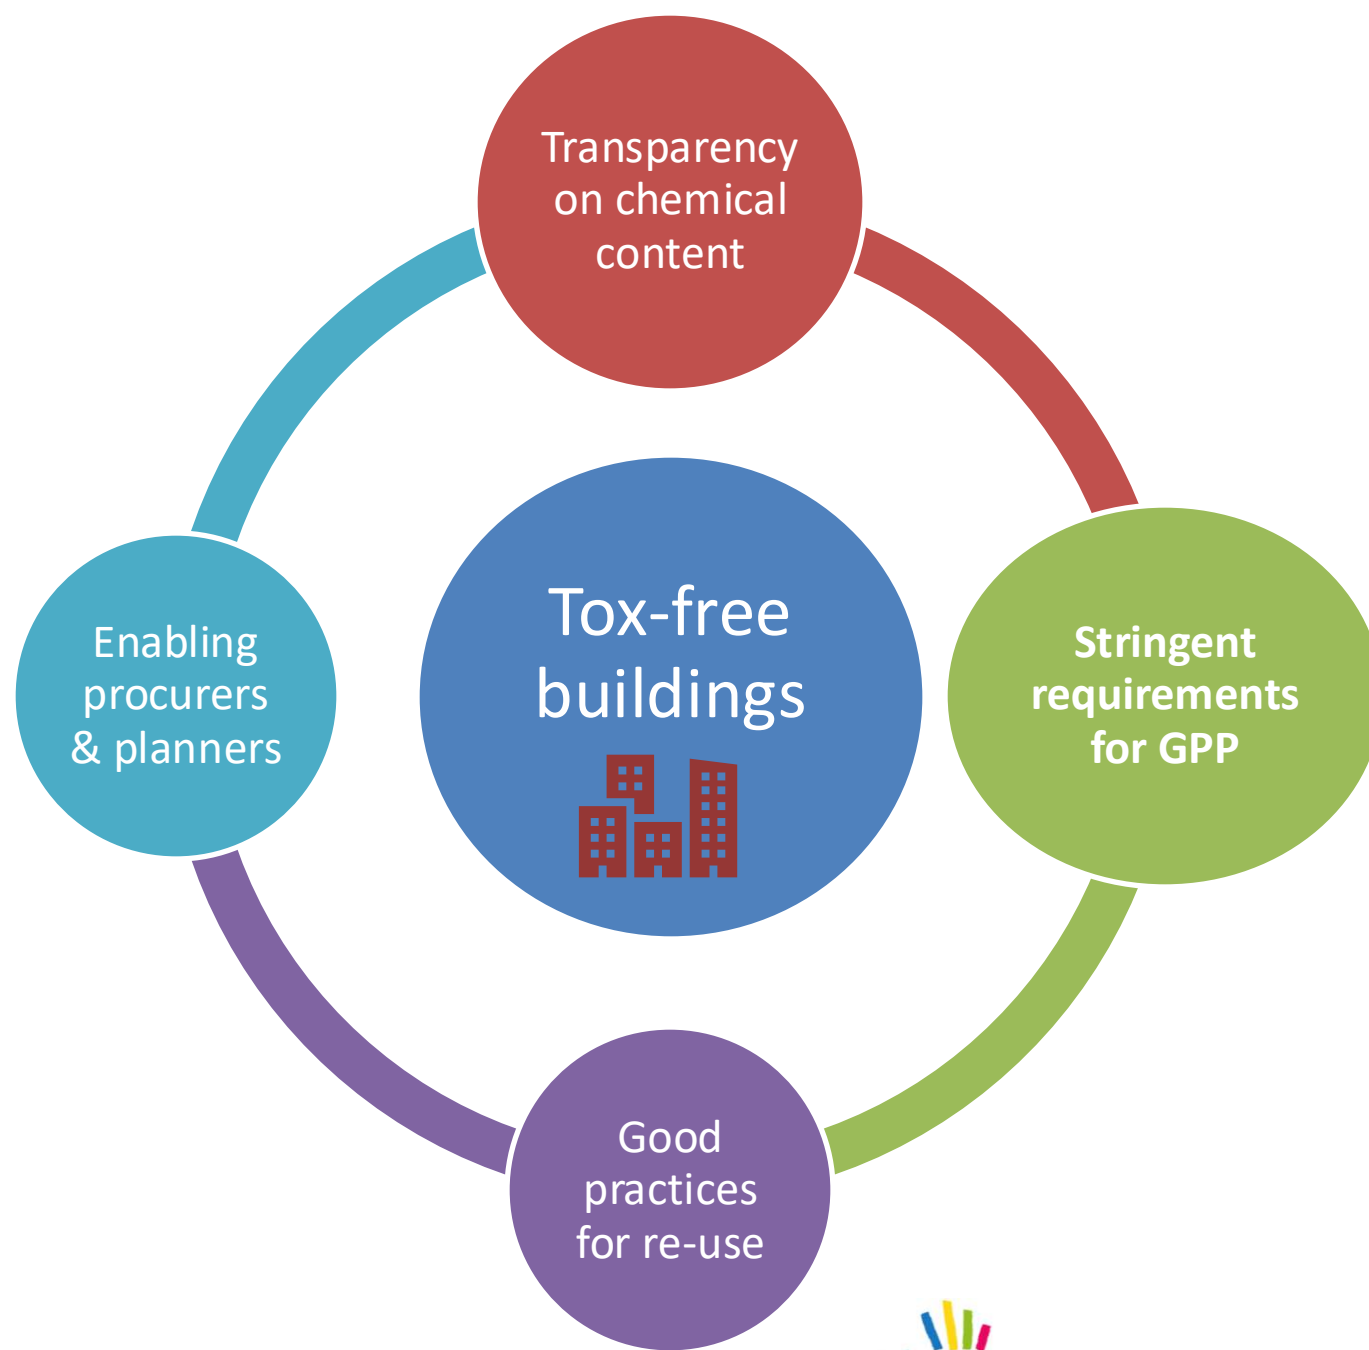 Transparency
on chemical
content
Tox-free
buildings
Enabling
procurers
& planners
Stringent
requirements
for GPP
Good
practices
for re-use